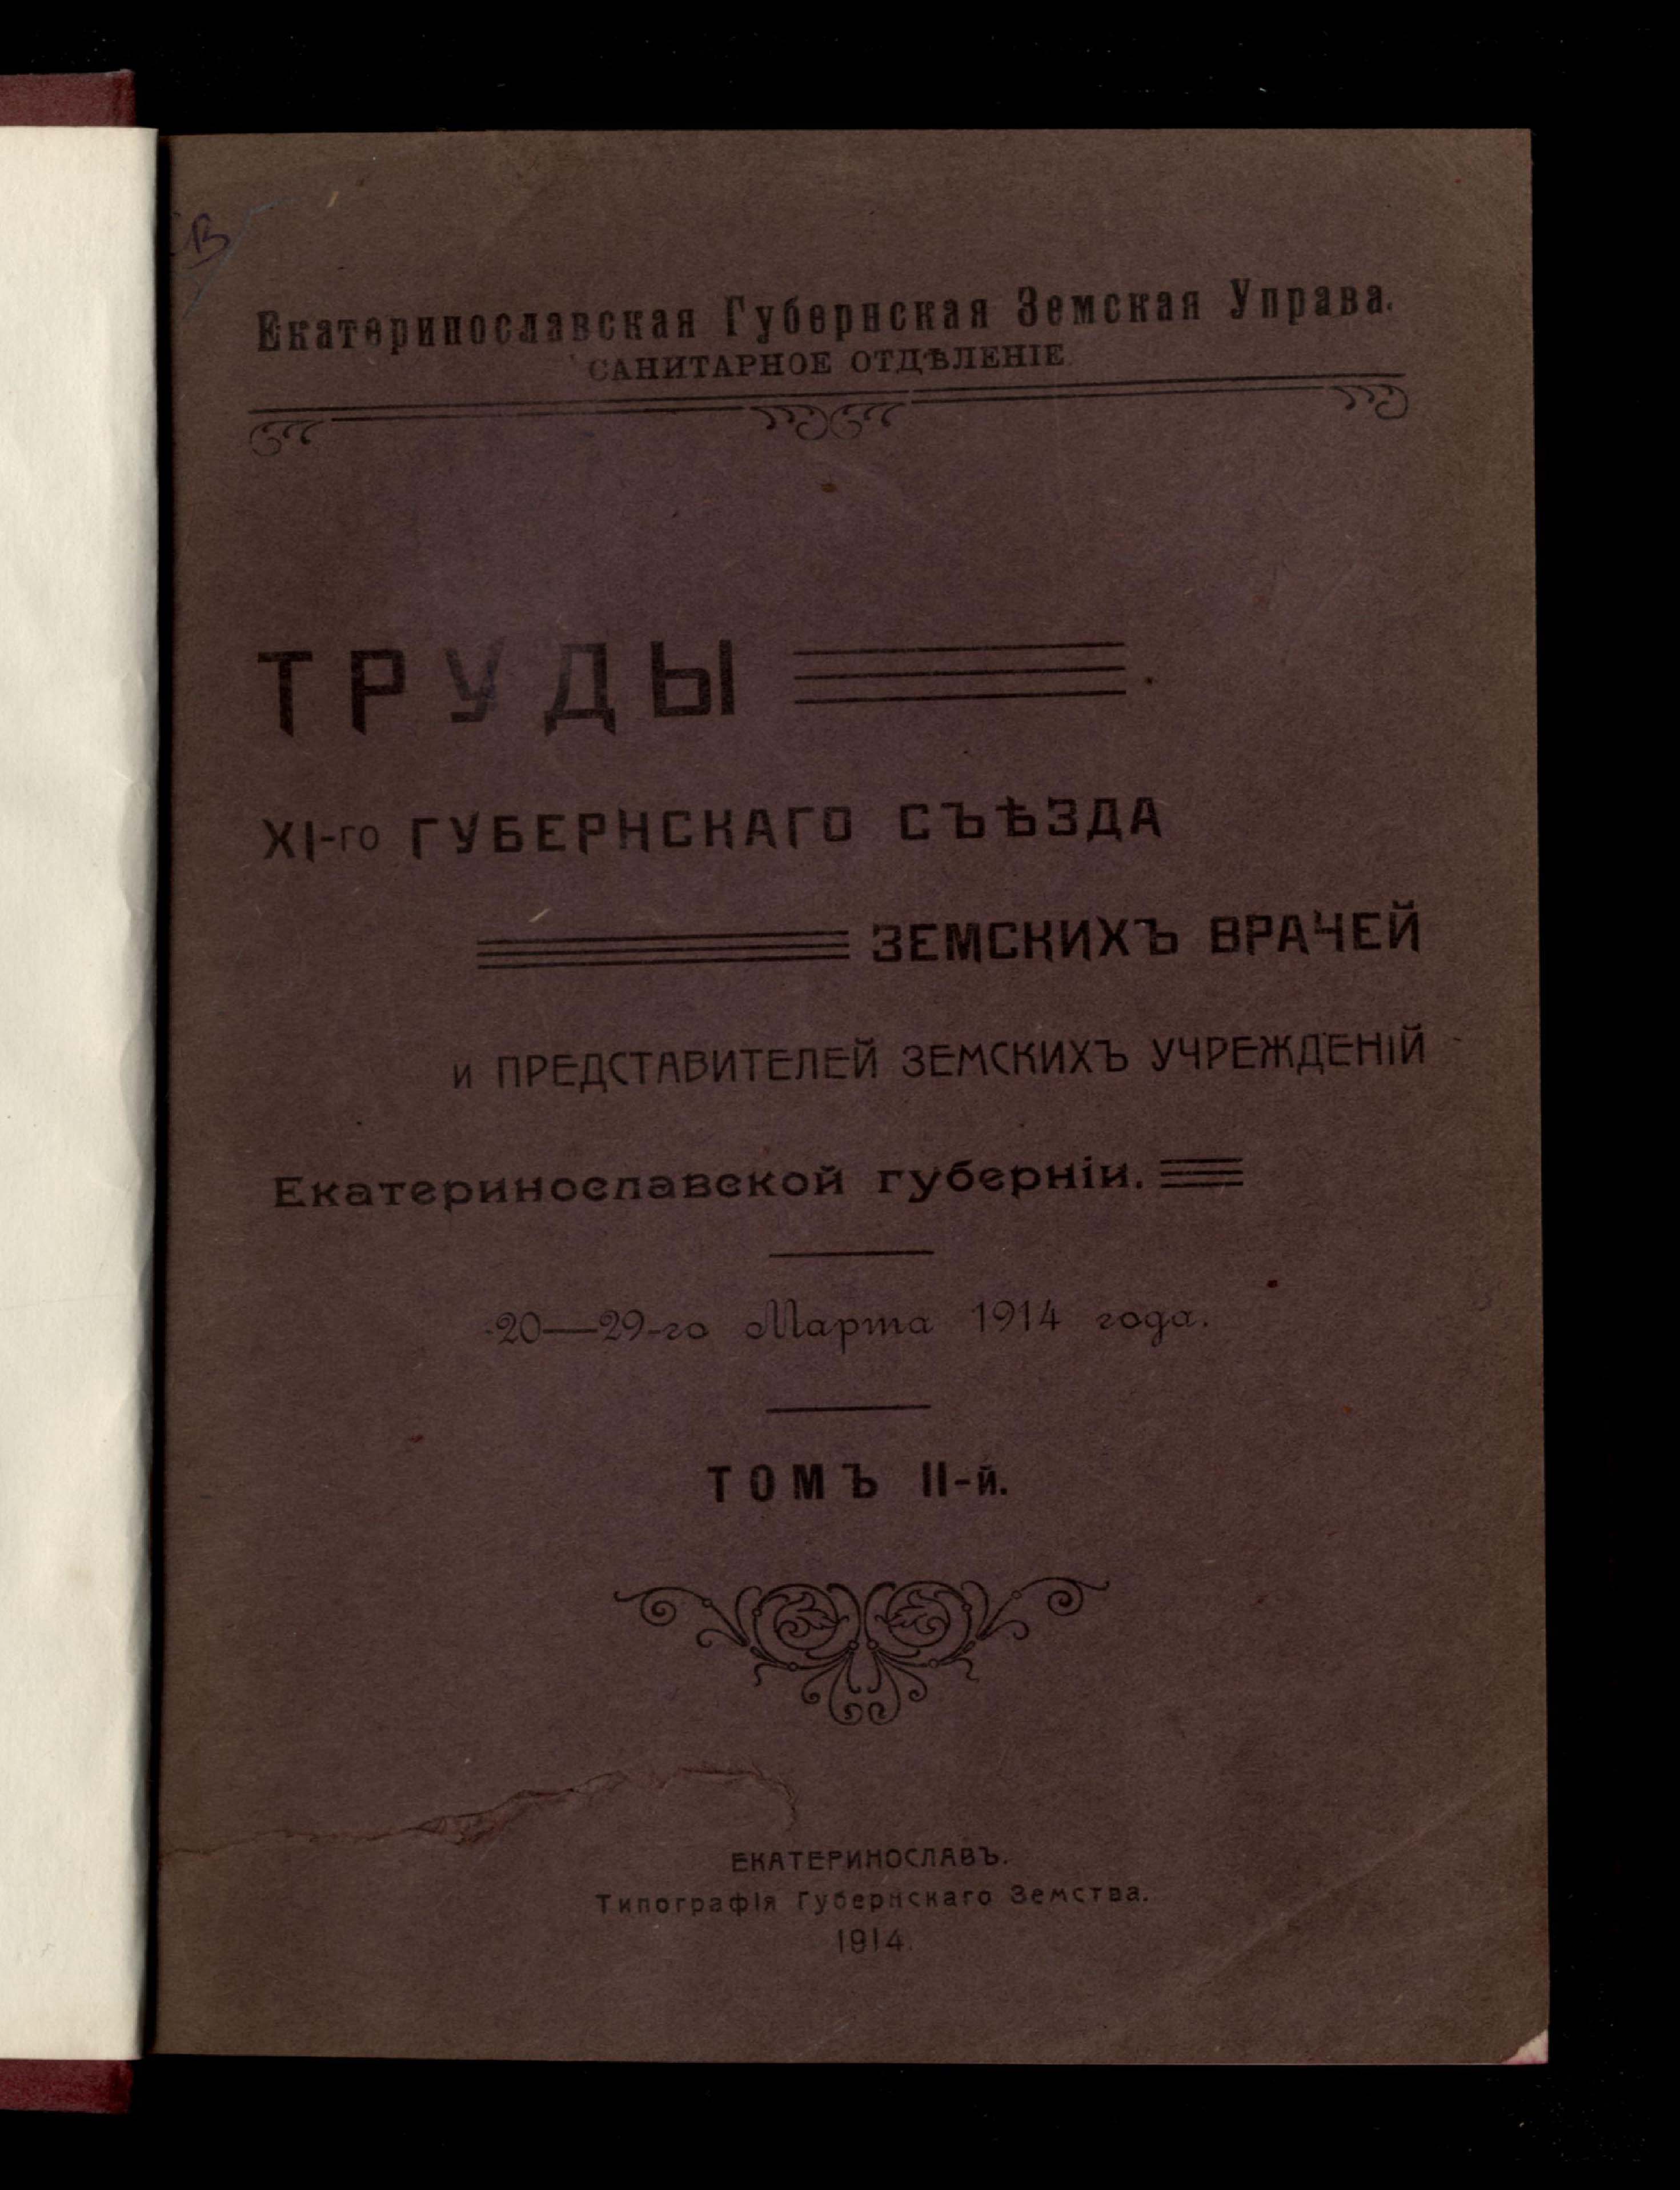 Екатеринославская Губернская Земская Управа.
САНИТАРНОЕ ОТДѢЛЕНІЕ
ТРУДЫ
XI-го ГУБЕРНСКАГО СЪѢЗДА
ЗЕМСКИХЪ ВРАЧЕЙ
и ПРЕДСТАВИТЕЛЕЙ ЗЕМСКИХЪ УЧРЕЖДЕНІЙ
Екатеринославской губерніи.
20—29-го Марта 1914 года.
ТОМЪ II-й.
ЕКАТЕРИНОСЛАВЪ.
Типографія Губернскаго Земства.
1914.